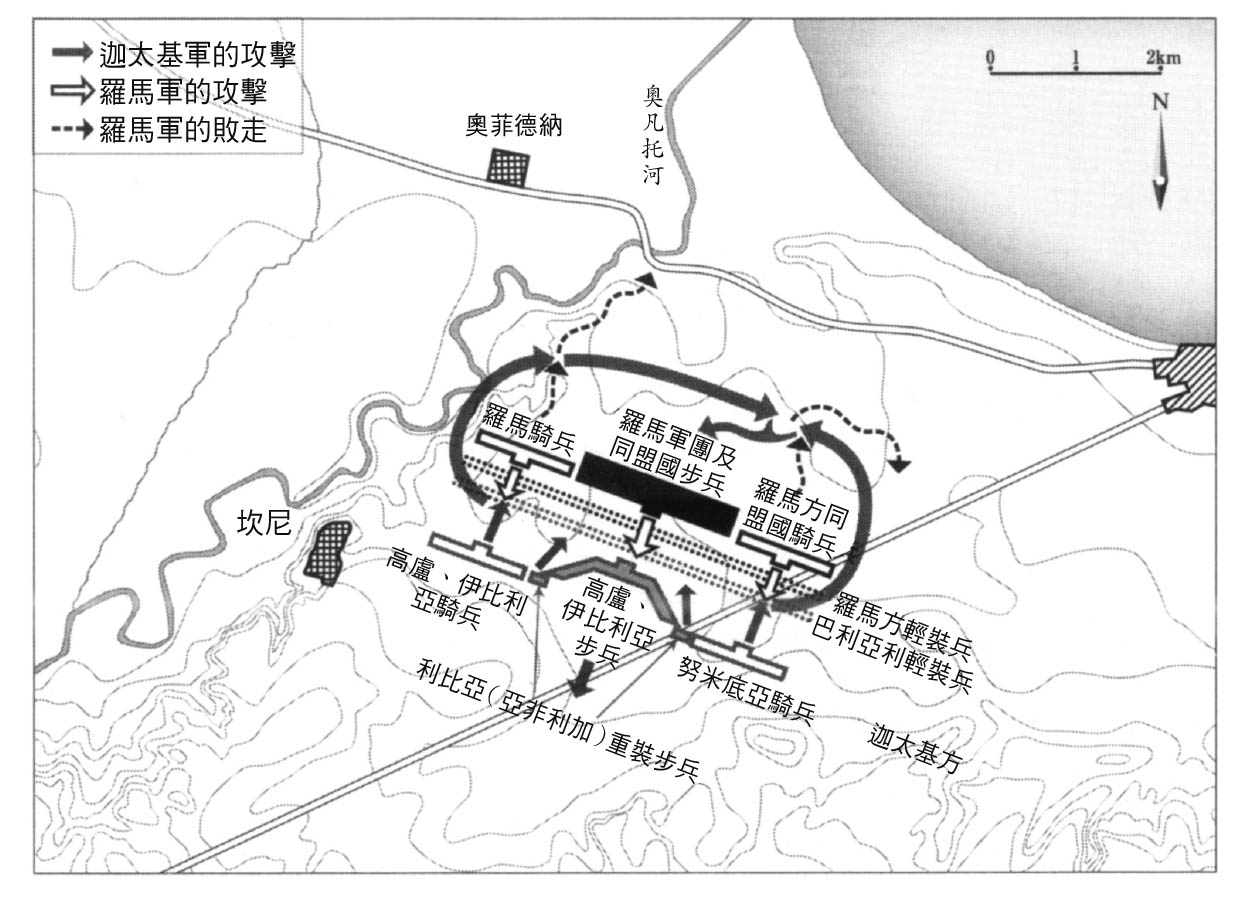 迦太基軍的攻擊
羅馬軍的攻擊
羅馬軍的敗走
0 1 2km
N
奧菲德納
奧凡托河
羅馬騎兵
羅馬軍團及
同盟國步兵
羅馬方同
盟國騎兵
坎尼
高盧、伊比利
亞騎兵
高盧、
伊比利亞
步兵
羅馬方輕裝兵
巴利亞利輕裝兵
努米底亞騎兵
利比亞（亞非利加）重裝步兵
迦太基方